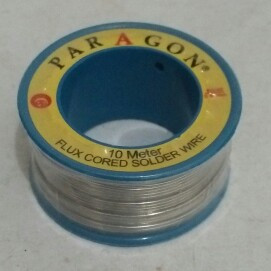 PARAGON®
10 Meter
FLUX CORED SOLDER WIRE